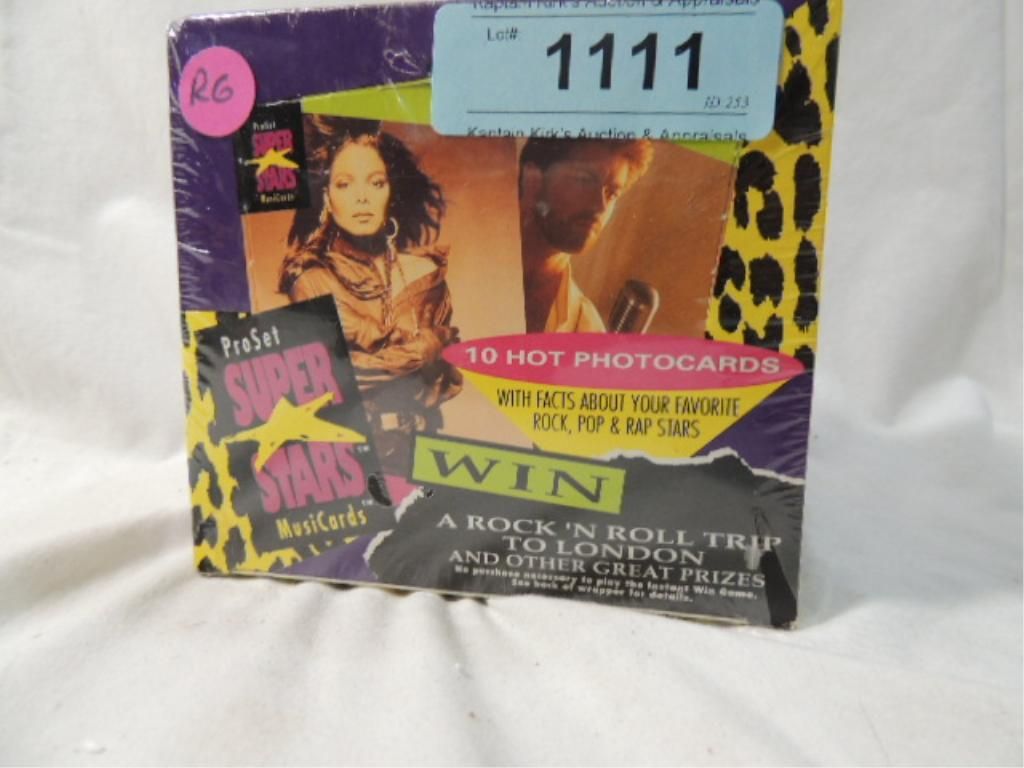 Kaptain Kirk's Auction & Appraisals
Lot#:
1111
ID 253
Kaptain Kirk's Auction & Appraisals
RG
ProSet
SUPER
STARS
MusiCards
10 HOT PHOTOCARDS
WITH FACTS ABOUT YOUR FAVORITE
ROCK, POP & RAP STARS
ProSet
SUPER
STARS™
MusiCards™
WIN
A ROCK 'N ROLL TRIP
TO LONDON
AND OTHER GREAT PRIZES
No purchase necessary to play the Instant Win Game.
See back of wrapper for details.